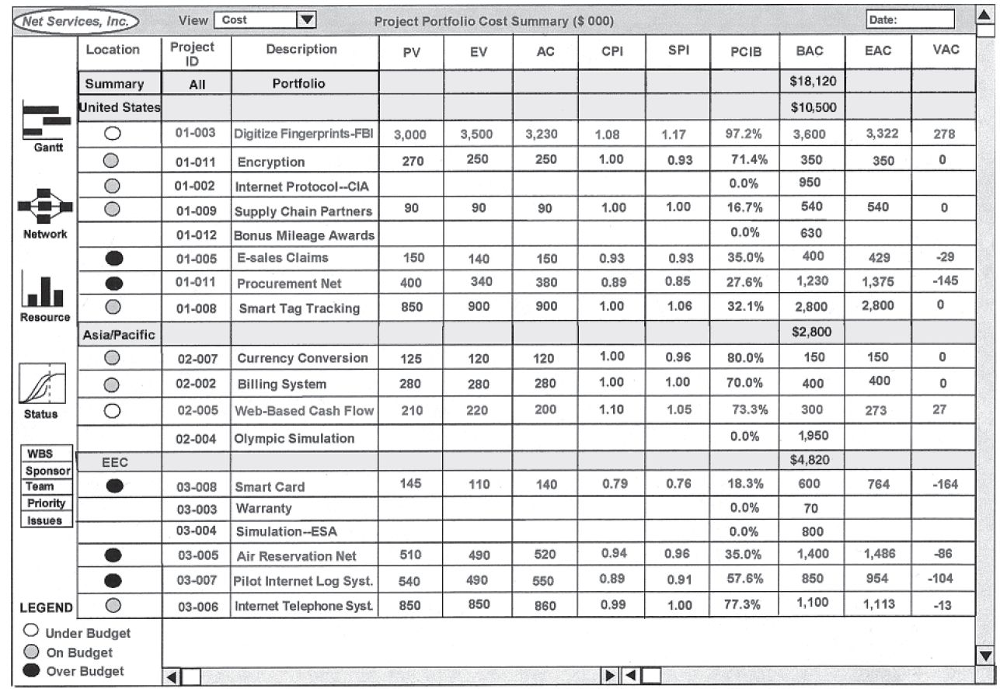 Net Services, Inc. View Cost Project Portfolio Cost Summary ($ 000) Date:
Location Project ID Description PV EV AC CPI SPI PCIB BAC EAC VAC
Summary All Portfolio $18,120
United States $10,500
01-003 Digitize Fingerprints-FBI 3,000 3,500 3,230 1.08 1.17 97.2% 3,600 3,322 278
Gantt
01-011 Encryption 270 250 250 1.00 0.93 71.4% 350 350 0
01-002 Internet Protocol--CIA 0.0% 950
01-009 Supply Chain Partners 90 90 90 1.00 1.00 16.7% 540 540 0
Network
01-012 Bonus Mileage Awards 0.0% 630
01-005 E-sales Claims 150 140 150 0.93 0.93 35.0% 400 429 -29
01-011 Procurement Net 400 340 380 0.89 0.85 27.6% 1,230 1,375 -145
01-008 Smart Tag Tracking 850 900 900 1.00 1.06 32.1% 2,800 2,800 0
Resource
Asia/Pacific $2,800
02-007 Currency Conversion 125 120 120 1.00 0.96 80.0% 150 150 0
02-002 Billing System 280 280 280 1.00 1.00 70.0% 400 400 0
02-005 Web-Based Cash Flow 210 220 200 1.10 1.05 73.3% 300 273 27
Status
02-004 Olympic Simulation 0.0% 1,950
WBS
EEC $4,820
Sponsor
Team
03-008 Smart Card 145 110 140 0.79 0.76 18.3% 600 764 -164
Priority
03-003 Warranty 0.0% 70
Issues
03-004 Simulation--ESA 0.0% 800
03-005 Air Reservation Net 510 490 520 0.94 0.96 35.0% 1,400 1,486 -86
03-007 Pilot Internet Log Syst. 540 490 550 0.89 0.91 57.6% 850 954 -104
03-006 Internet Telephone Syst. 850 850 860 0.99 1.00 77.3% 1,100 1,113 -13
LEGEND
Under Budget
On Budget
Over Budget